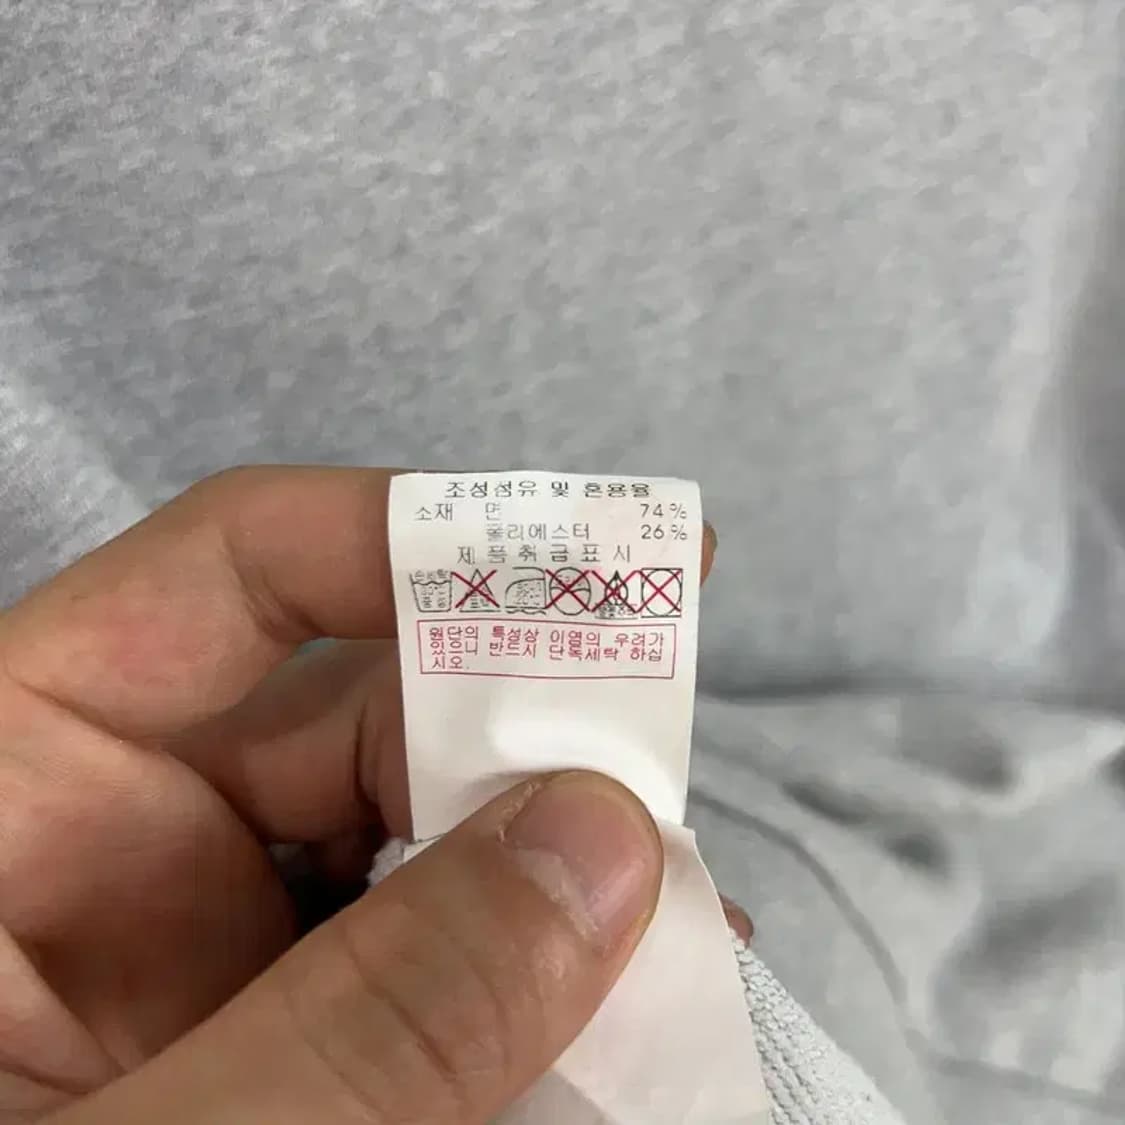 조성섬유 및 혼용율
소재 면 74%
폴리에스터 26%
제품취급표시
원단의 특성상 이염의 우려가
있으니 반드시 단독세탁 하십
시오.